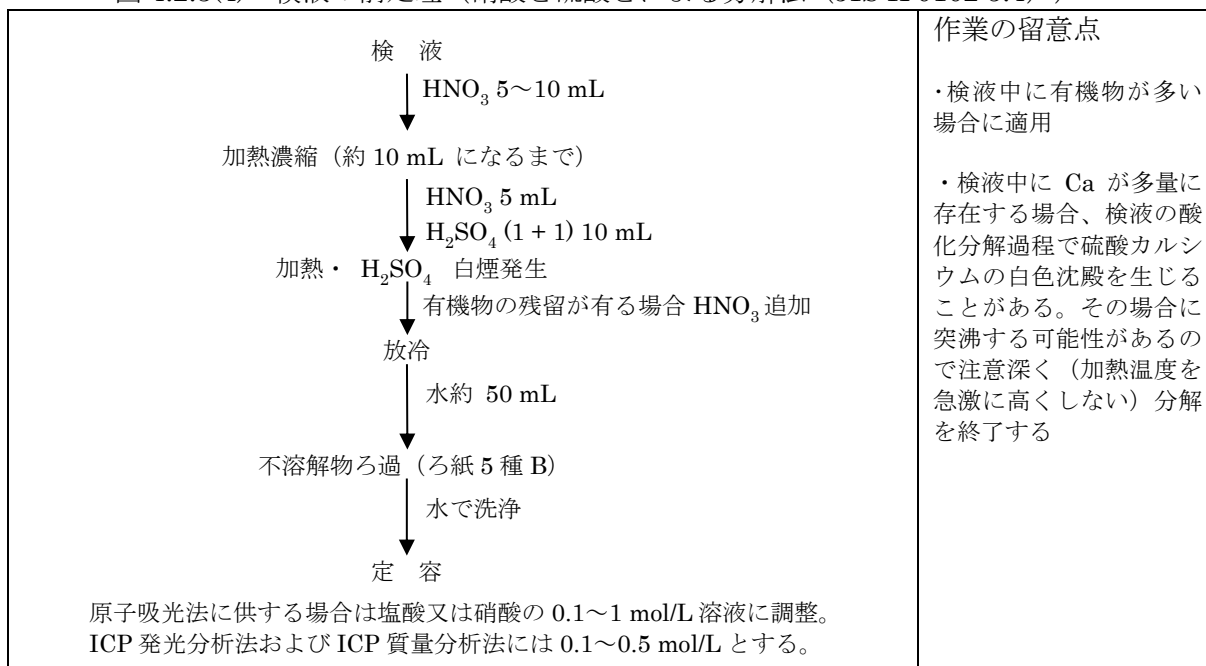 検　液
HNO₃ 5～10 mL
加熱濃縮（約 10 mL になるまで）
HNO₃ 5 mL
H₂SO₄ (1 + 1) 10 mL
加熱・ H₂SO₄ 白煙発生
有機物の残留が有る場合 HNO₃ 追加
放冷
水約 50 mL
不溶解物ろ過（ろ紙 5 種 B）
水で洗浄
定　容
原子吸光法に供する場合は塩酸又は硝酸の 0.1～1 mol/L 溶液に調整。
ICP 発光分析法および ICP 質量分析法には 0.1～0.5 mol/L とする。
作業の留意点
・検液中に有機物が多い
場合に適用
・検液中に Ca が多量に
存在する場合、検液の酸
化分解過程で硫酸カルシ
ウムの白色沈殿を生じる
ことがある。その場合に
突沸する可能性があるの
で注意深く（加熱温度を
急激に高くしない）分解
を終了する